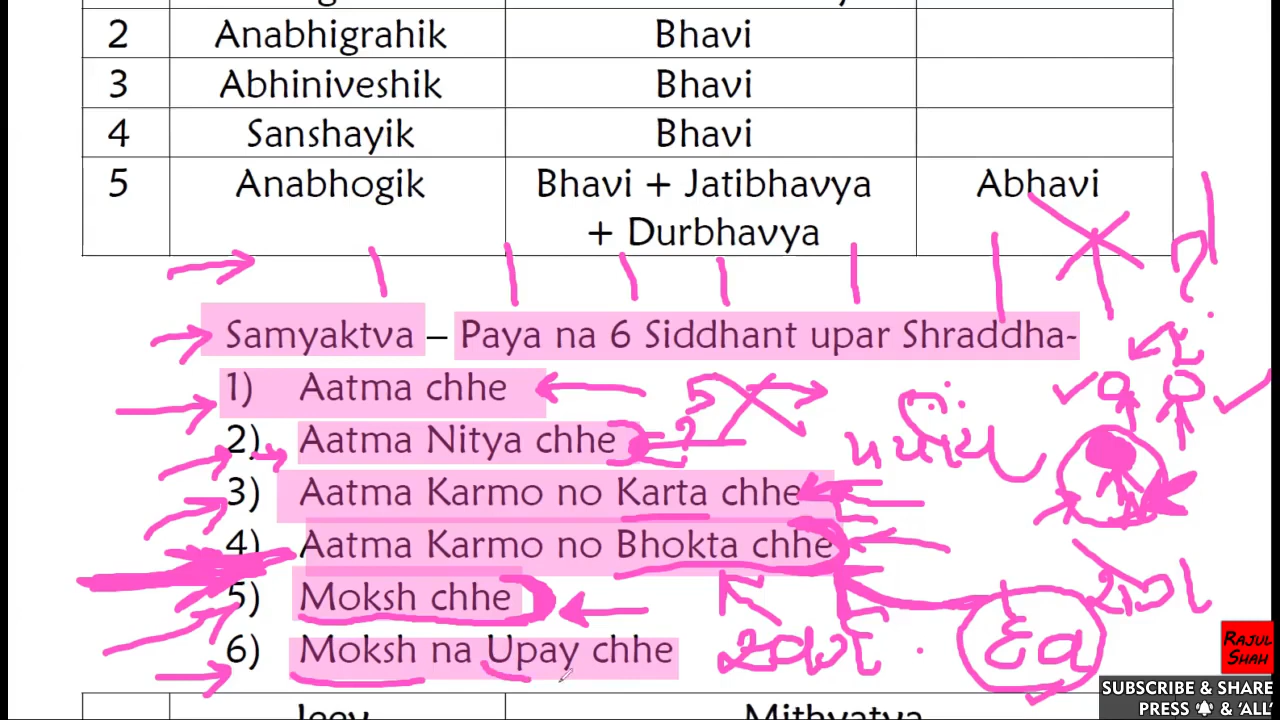 2 Anabhigrahik Bhavi
3 Abhiniveshik Bhavi
4 Sanshayik Bhavi
5 Anabhogik Bhavi + Jatibhavya Abhavi
+ Durbhavya
Samyaktva – Paya na 6 Siddhant upar Shraddha-
1) Aatma chhe
2) Aatma Nitya chhe
3) Aatma Karmo no Karta chhe
4) Aatma Karmo no Bhokta chhe
5) Moksh chhe
6) Moksh na Upay chhe
Jeev Mithyatva
RAJUL
SHAH
SUBSCRIBE & SHARE
PRESS & 'ALL'